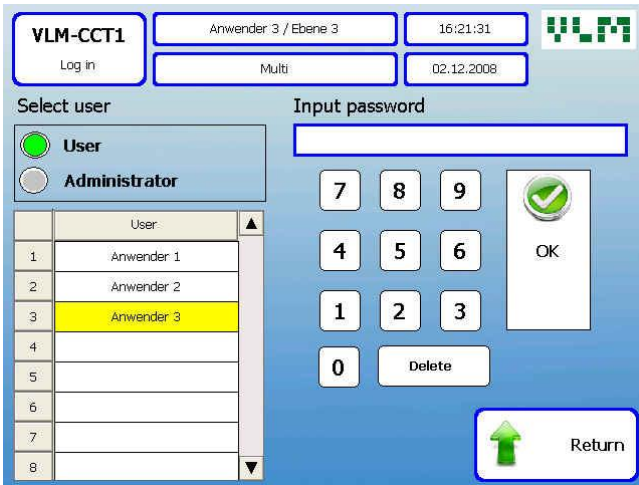 VLM-CCT1
Log in
Anwender 3 / Ebene 3
16:21:31
Multi
02.12.2008
VLM
Select user
User
Administrator
User
1 Anwender 1
2 Anwender 2
3 Anwender 3
4
5
6
7
8
Input password
7 8 9
4 5 6
OK
1 2 3
0 Delete
Return